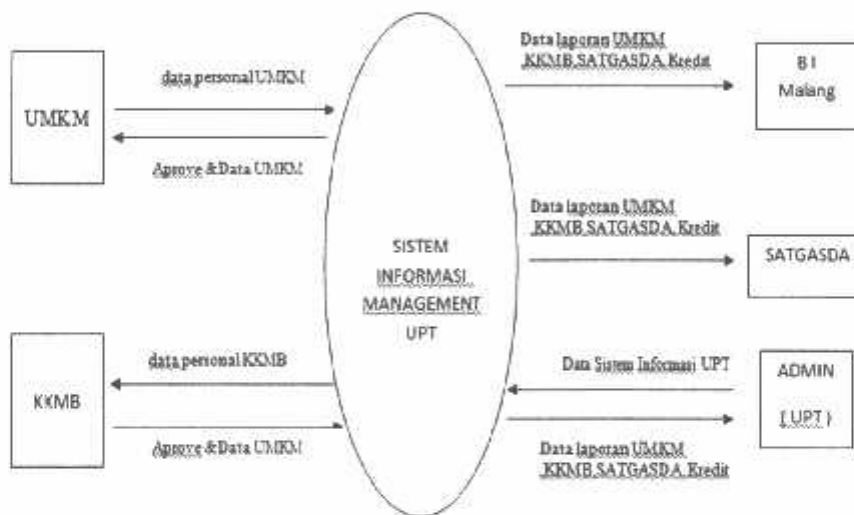 UMKM
data personal UMKM
Aprove & Data UMKM
KKMB
data personal KKMB
Aprove & Data UMKM
SISTEM
INFORMASI
MANAGEMENT
UPT
Data laporan UMKM
KKMB SATGASDA Kredit
B I
Malang
Data laporan UMKM
KKMB SATGASDA Kredit
SATGASDA
Data Sistem Informasi UPT
ADMIN
( UPT )
Data laporan UMKM
KKMB SATGASDA Kredit